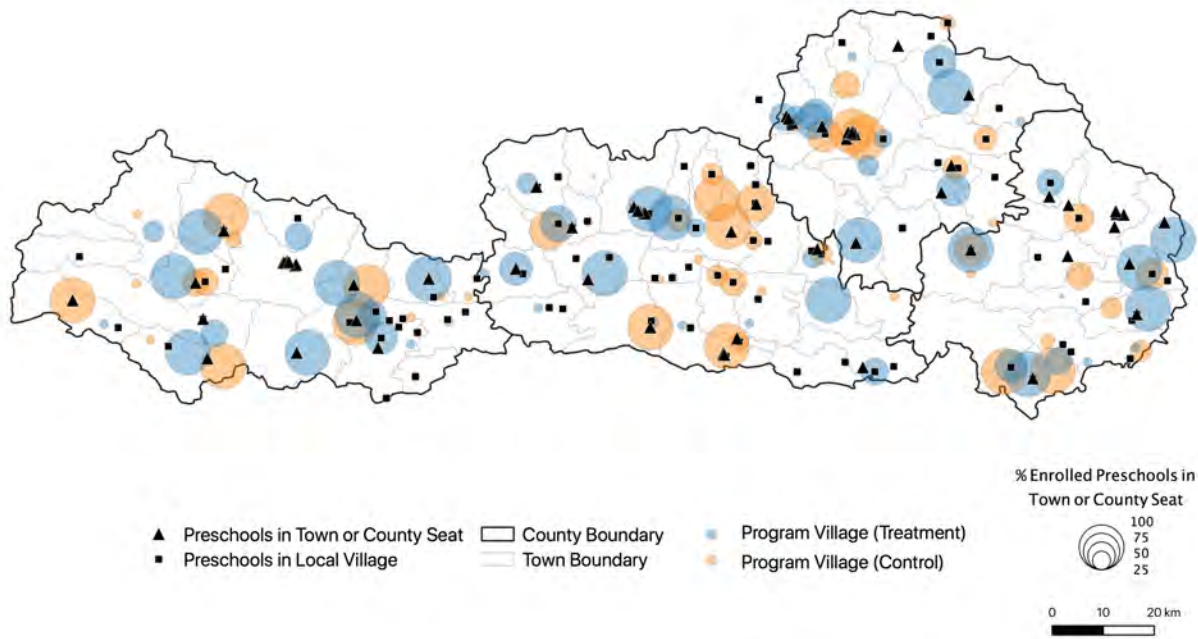 % Enrolled Preschools in
Town or County Seat
100
75
50
25
Preschools in Town or County Seat
County Boundary
Program Village (Treatment)
Preschools in Local Village
Town Boundary
Program Village (Control)
0 10 20 km